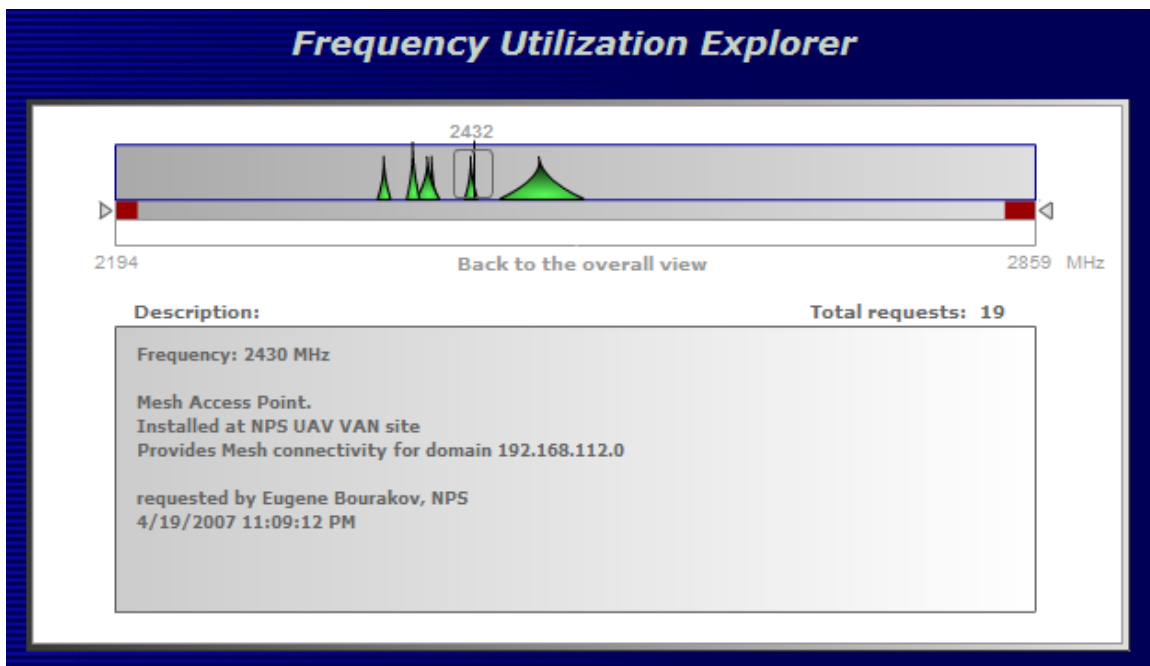 Frequency Utilization Explorer
2432
2194
Back to the overall view
2859 MHz
Description:
Total requests: 19
Frequency: 2430 MHz
Mesh Access Point.
Installed at NPS UAV VAN site
Provides Mesh connectivity for domain 192.168.112.0
requested by Eugene Bourakov, NPS
4/19/2007 11:09:12 PM